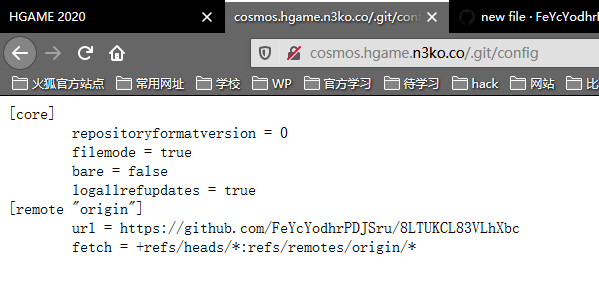 HGAME 2020
cosmos.hgame.n3ko.co/.git/conf
new file · FeYcYodhr
cosmos.hgame.n3ko.co/.git/config
火狐官方站点 常用网址 学校 WP 官方学习 待学习 hack 网站 比
[core]
repositoryformatversion = 0
filemode = true
bare = false
logallrefupdates = true
[remote "origin"]
url = https://github.com/FeYcYodhrPDJSru/8LTUKCL83VLhXbc
fetch = +refs/heads/*:refs/remotes/origin/*